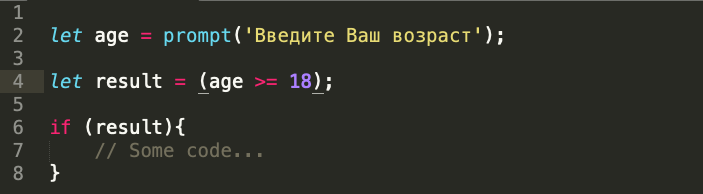 1
2 let age = prompt('Введите Ваш возраст');
3
4 let result = (age >= 18);
5
6 if (result){
7     // Some code...
8 }